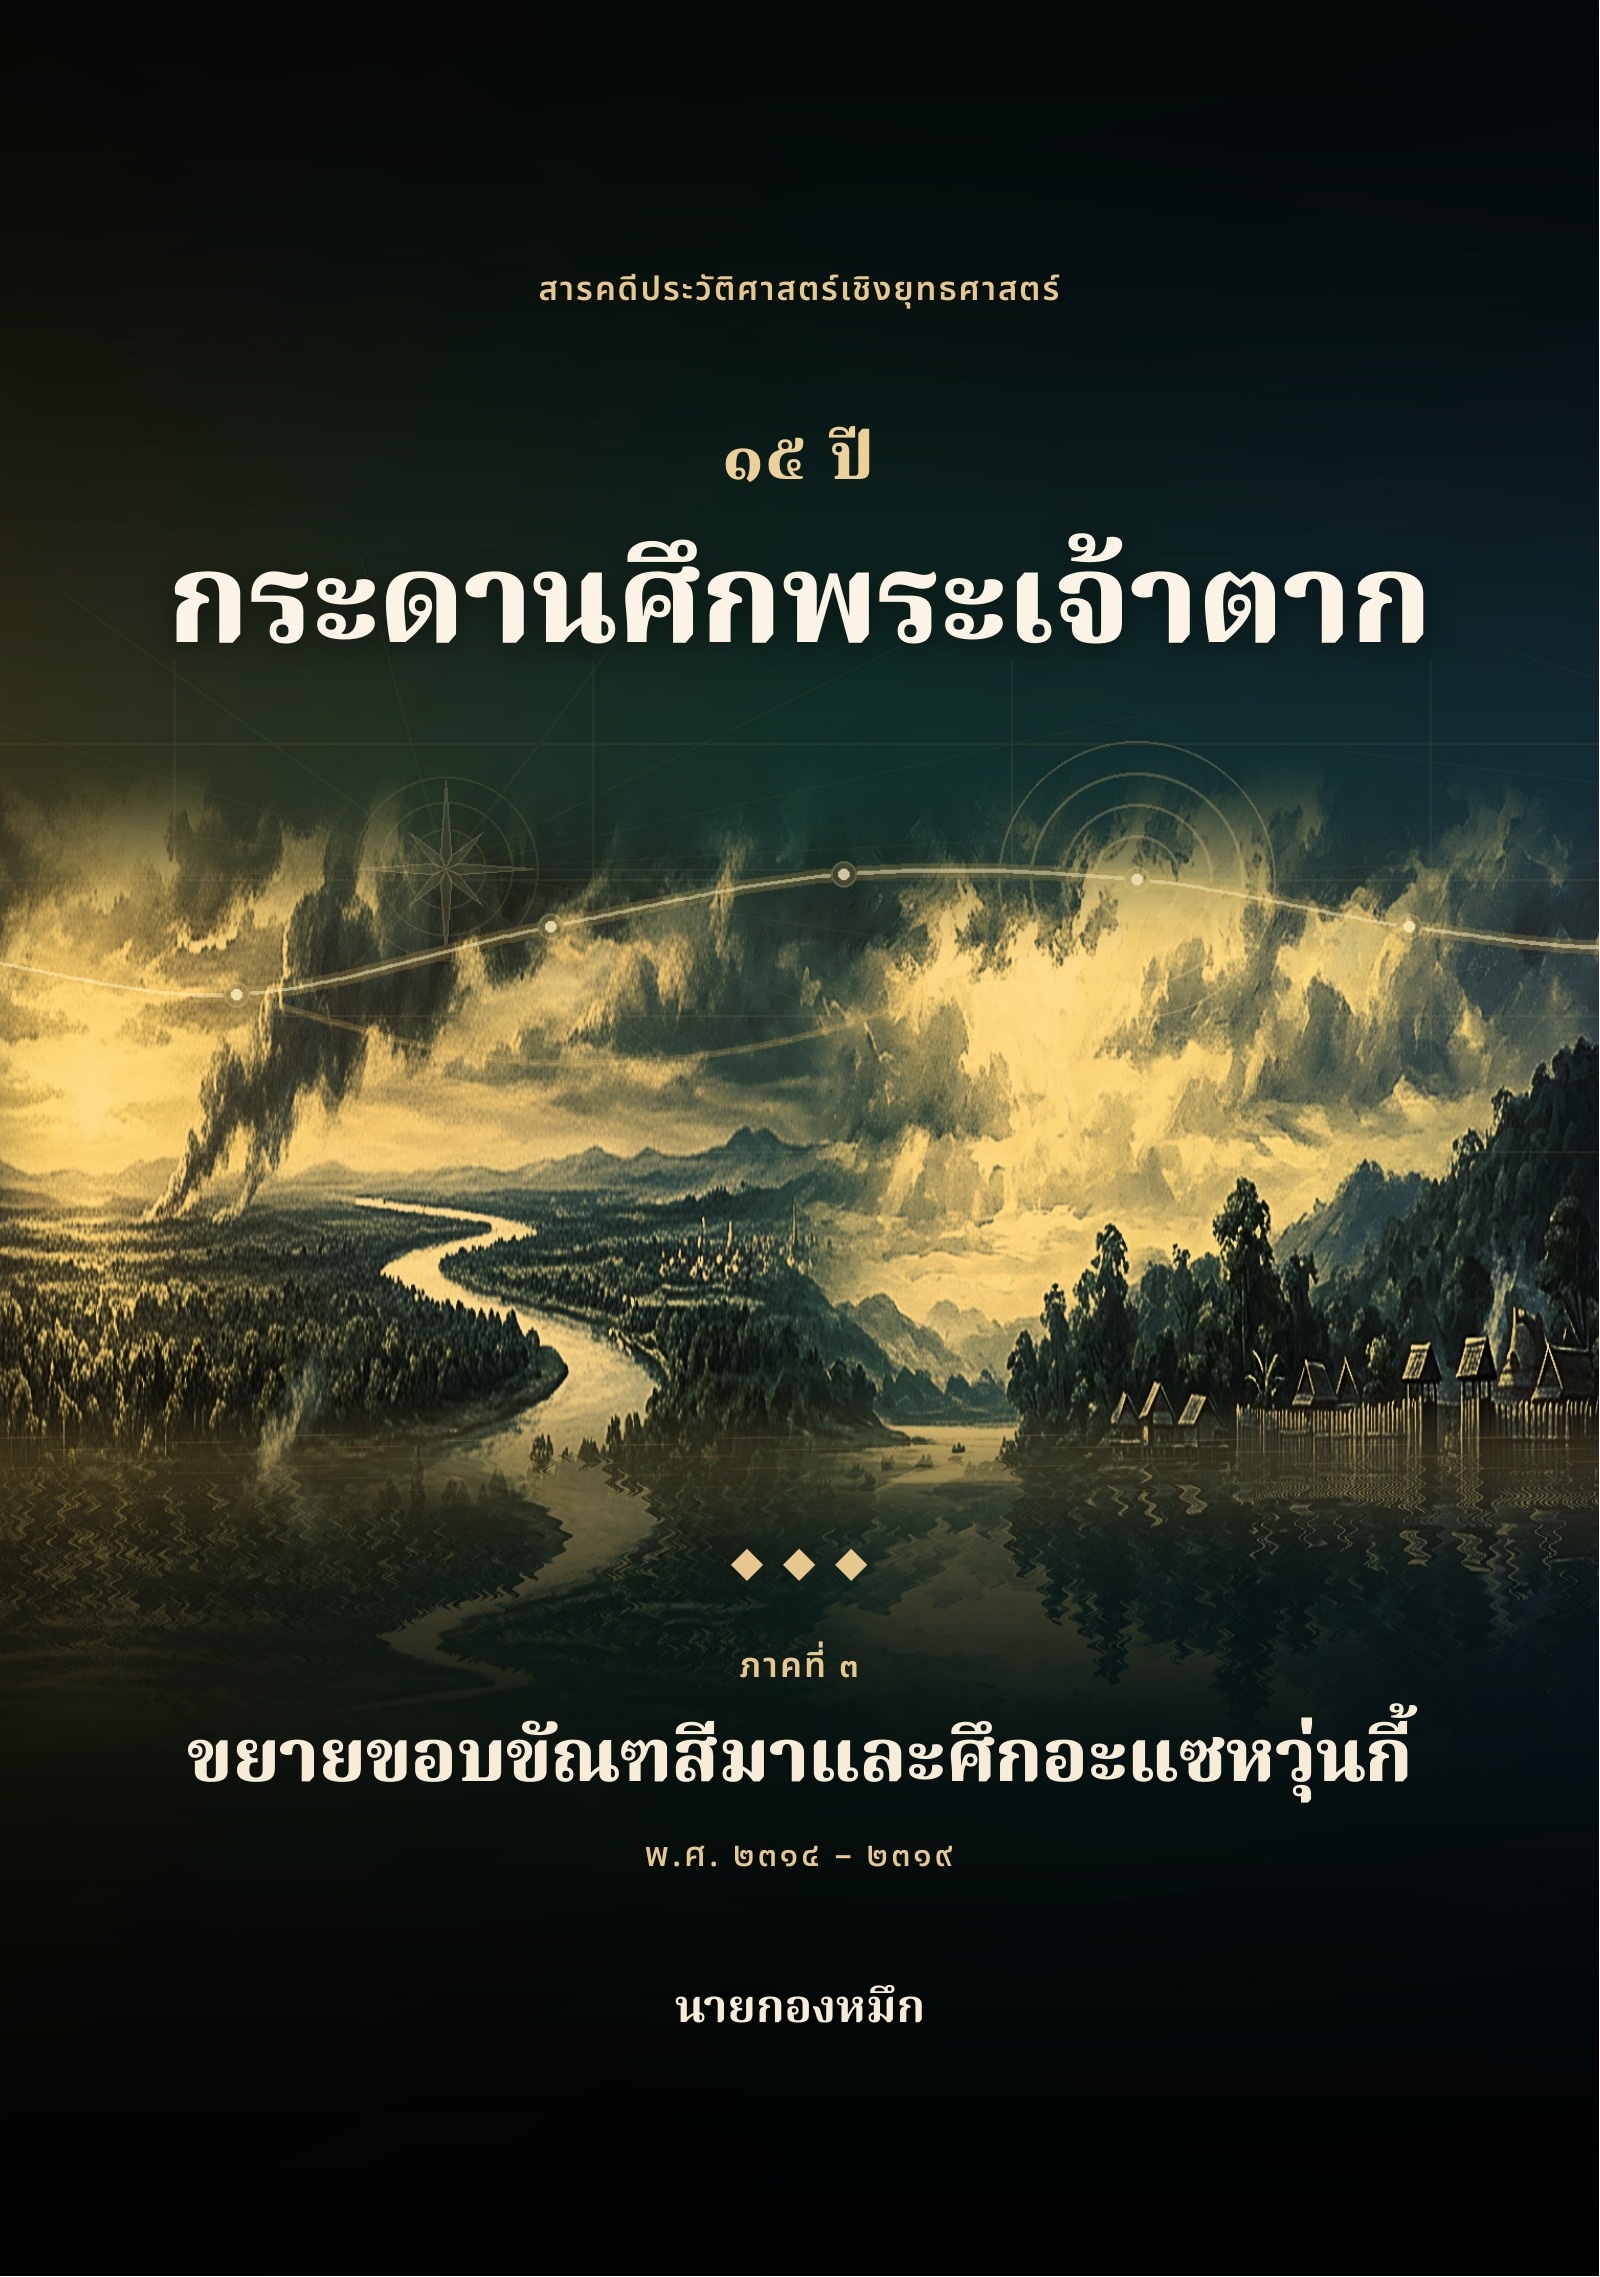 สารคดีประวัติศาสตร์เชิงยุทธศาสตร์
๑๕ ปี
กระดานศึกพระเจ้าตาก
ภาคที่ ๓
ขยายขอบขัณฑสีมาและศึกอะแซหวุ่นกี้
พ.ศ. ๒๓๑๔ – ๒๓๑๙
นายกองหมึก